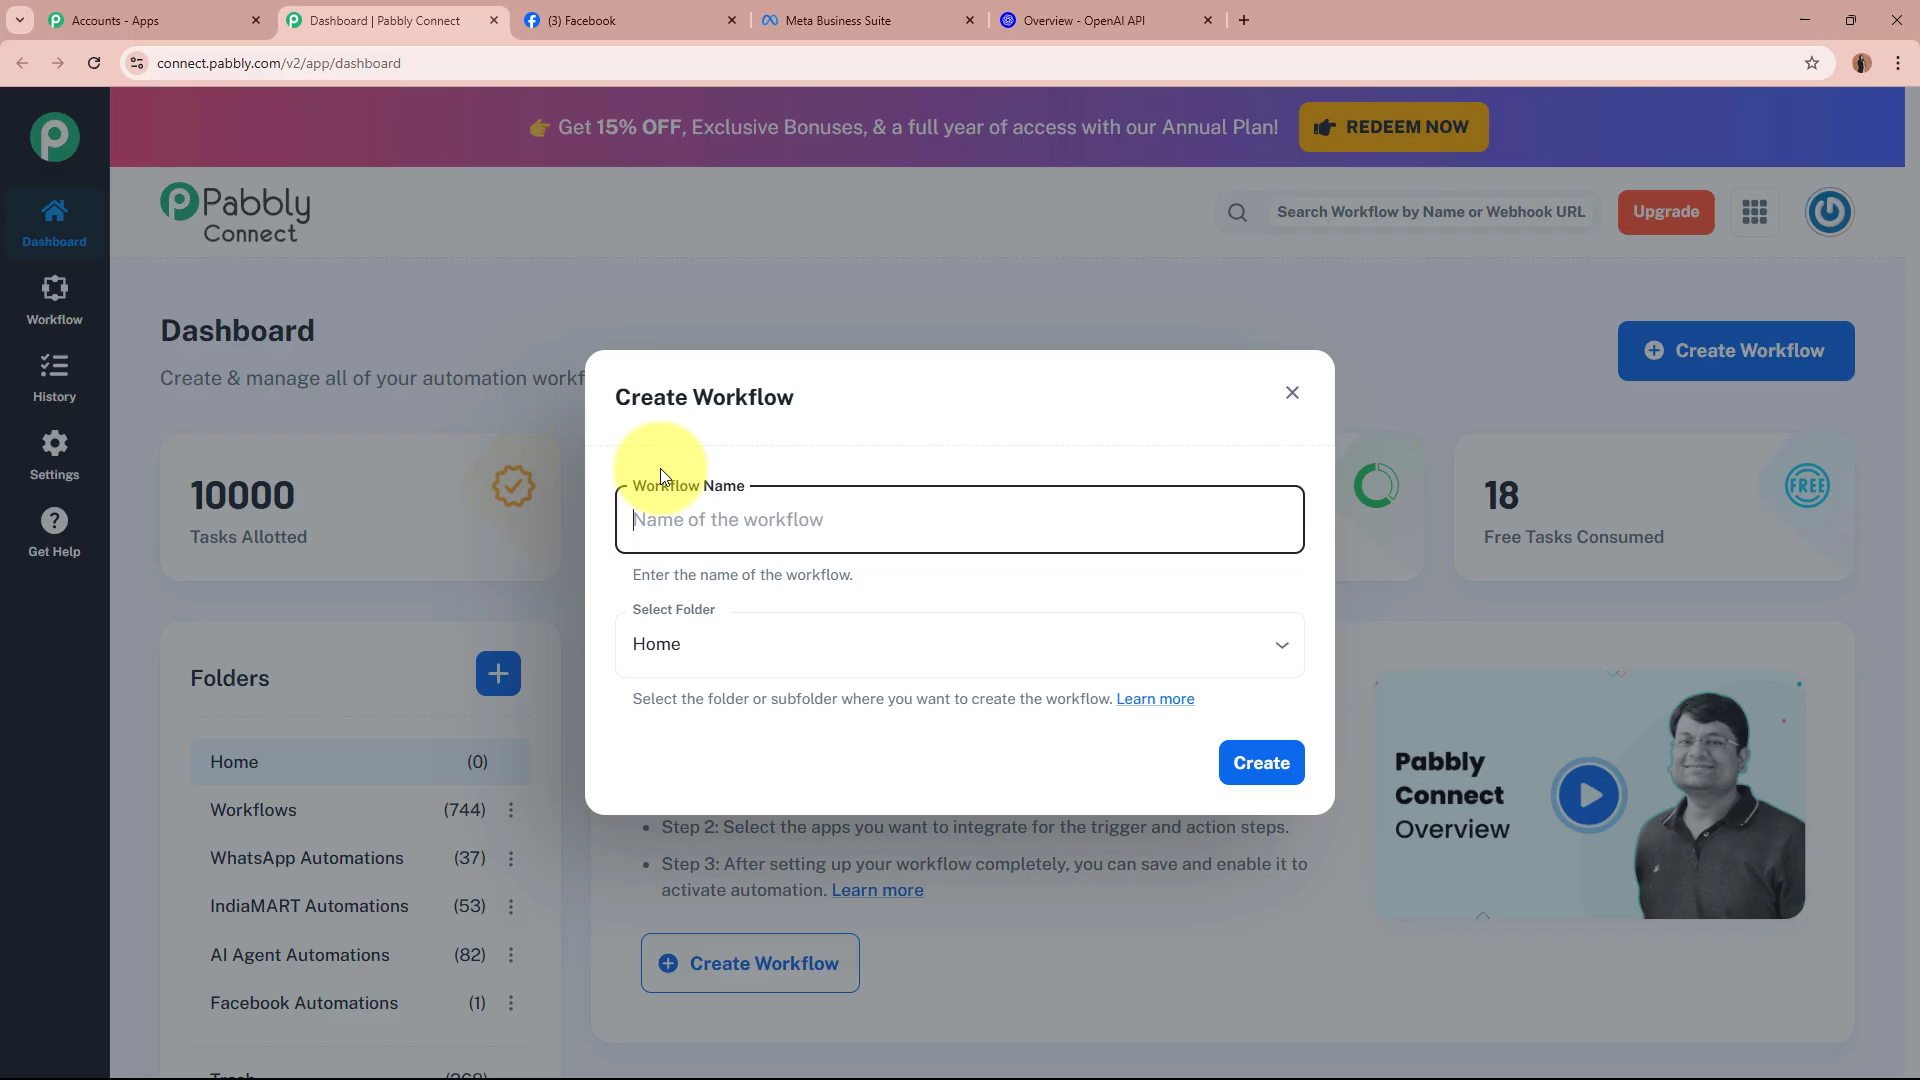 Accounts - Apps
Dashboard | Pabbly Connect
(3) Facebook
Meta Business Suite
Overview - OpenAI API
connect.pabbly.com/v2/app/dashboard
👉 Get 15% OFF, Exclusive Bonuses, & a full year of access with our Annual Plan!
REDEEM NOW
Pabbly
Connect
Search Workflow by Name or Webhook URL
Upgrade
Dashboard
Workflow
History
Settings
Get Help
Dashboard
Create & manage all of your automation workf
Create Workflow
10000
Tasks Allotted
18
Free Tasks Consumed
FREE
Create Workflow
Workflow Name
Name of the workflow
Enter the name of the workflow.
Select Folder
Home
Select the folder or subfolder where you want to create the workflow. Learn more
Create
Folders
Home (0)
Workflows (744)
WhatsApp Automations (37)
IndiaMART Automations (53)
AI Agent Automations (82)
Facebook Automations (1)
Step 2: Select the apps you want to integrate for the trigger and action steps.
Step 3: After setting up your workflow completely, you can save and enable it to
activate automation. Learn more
Create Workflow
Pabbly
Connect
Overview